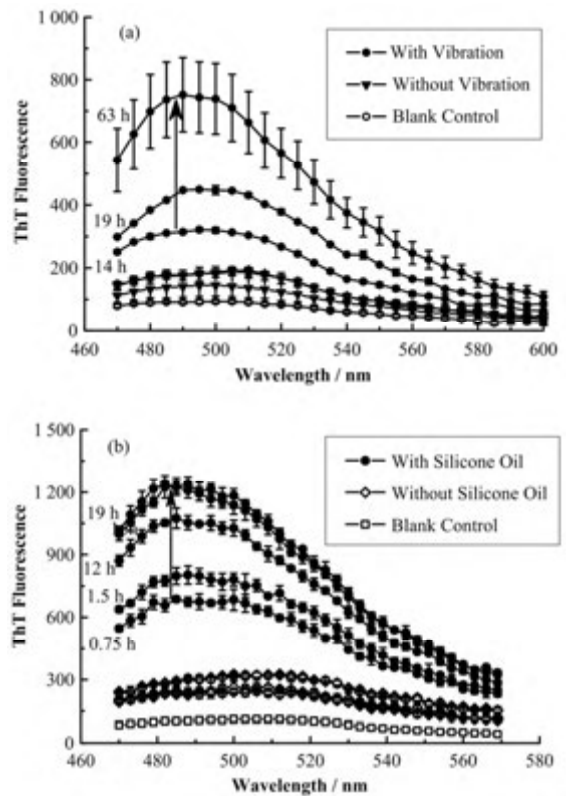 1 000
(a)
With Vibration
Without Vibration
Blank Control
800
63 h
600
ThT Fluorescence
400
19 h
200
14 h
0
460 480 500 520 540 560 580 600
Wavelength / nm
1 500
(b)
With Silicone Oil
Without Silicone Oil
Blank Control
1 200
19 h
900
12 h
ThT Fluorescence
1.5 h
600
0.75 h
300
0
460 480 500 520 540 560 580
Wavelength / nm